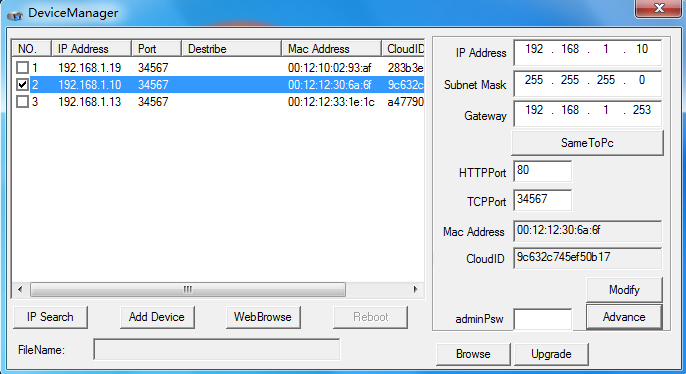 DeviceManager
NO. IP Address Port Destribe Mac Address CloudID
1 192.168.1.19 34567 00:12:10:02:93:af 283b3e
2 192.168.1.10 34567 00:12:12:30:6a:6f 9c632c
3 192.168.1.13 34567 00:12:12:33:1e:1c a47790
IP Search Add Device WebBrowse Reboot
FileName:
IP Address 192 . 168 . 1 . 10
Subnet Mask 255 . 255 . 255 . 0
Gateway 192 . 168 . 1 . 253
SameToPc
HTTPPort 80
TCPPort 34567
Mac Address 00:12:12:30:6a:6f
CloudID 9c632c745ef50b17
Modify
adminPsw Advance
Browse Upgrade